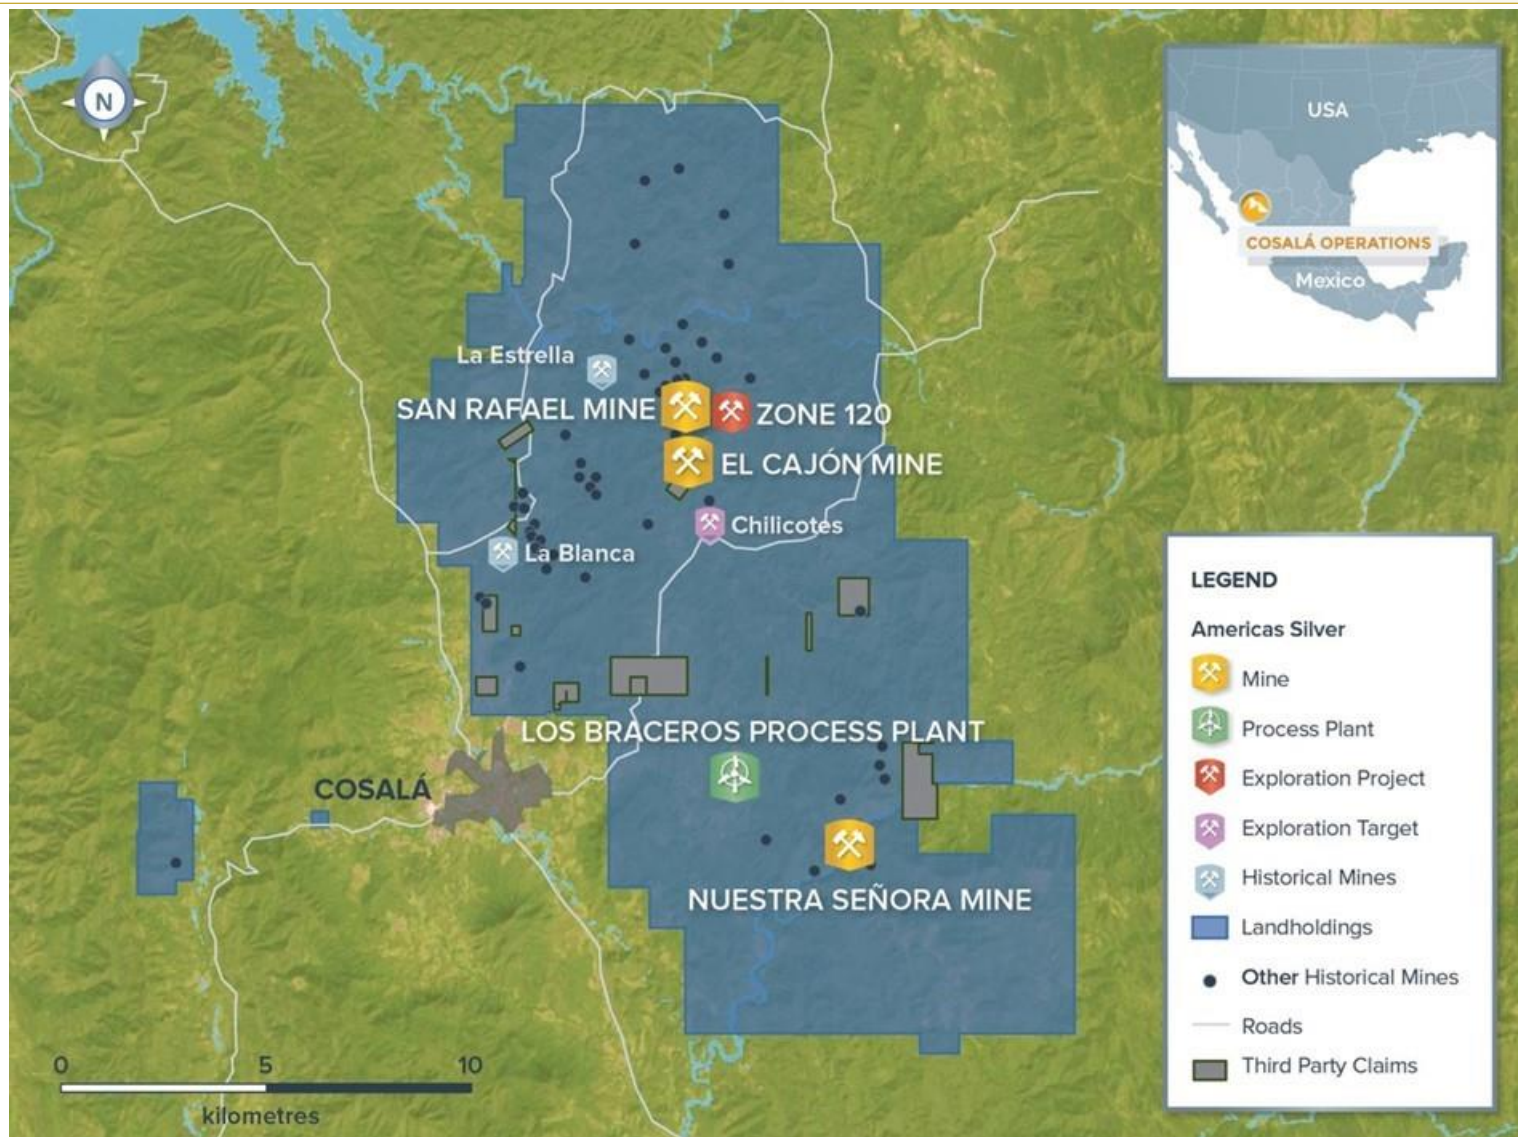 N
USA
COSALÁ OPERATIONS
Mexico
La Estrella
SAN RAFAEL MINE
ZONE 120
EL CAJÓN MINE
Chilicotes
La Blanca
LOS BRACEROS PROCESS PLANT
COSALÁ
NUESTRA SEÑORA MINE
LEGEND
Americas Silver
Mine
Process Plant
Exploration Project
Exploration Target
Historical Mines
Landholdings
Other Historical Mines
Roads
Third Party Claims
0 5 10
kilometres